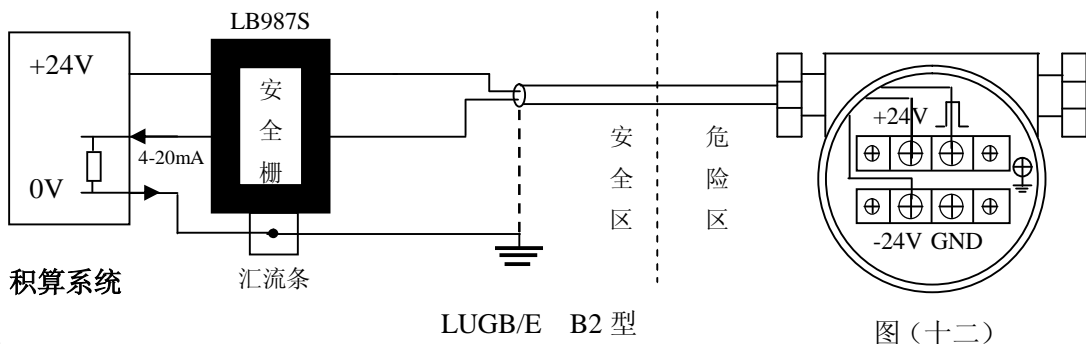 LB987S
+24V
安全栅
4-20mA
0V
汇流条
积算系统
安全区
危险区
+24V
-24V GND
LUGB/E B2 型
图（十二）